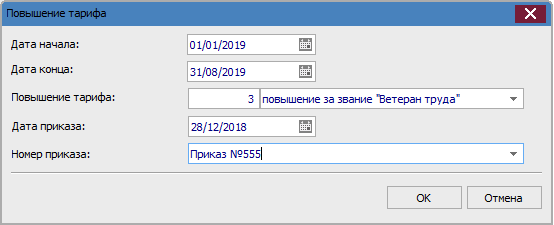 Повышение тарифа
Дата начала: 01/01/2019
Дата конца: 31/08/2019
Повышение тарифа: 3 повышение за звание "Ветеран труда"
Дата приказа: 28/12/2018
Номер приказа: Приказ №555
OK Отмена